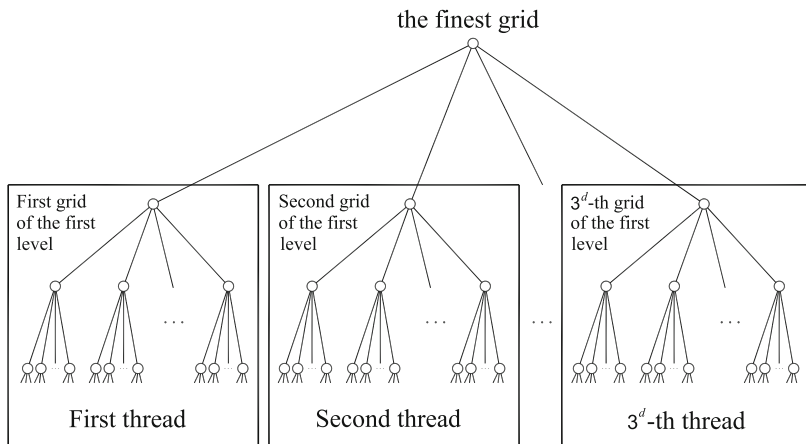 the finest grid
First grid
of the first
level
Second grid
of the first
level
3^d-th grid
of the first
level
...
...
...
...
First thread
Second thread
3^d-th thread